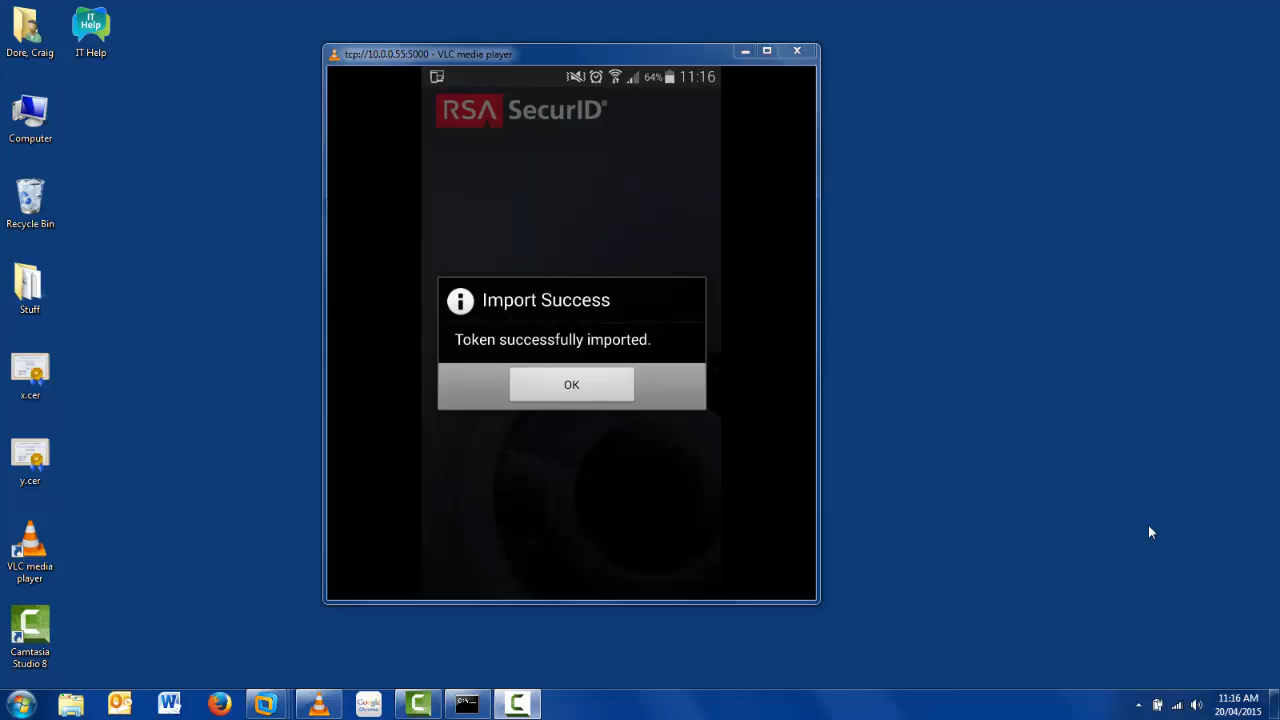 Dore, Craig
IT Help
IT Help
Computer
Recycle Bin
Stuff
x.cer
y.cer
VLC media player
Camtasia Studio 8
tcp://10.0.0.55:5000 - VLC media player
64% 11:16
RSA SecurID®
Import Success
Token successfully imported.
OK
Google
Chrome
C:\.
11:16 AM
20/04/2015